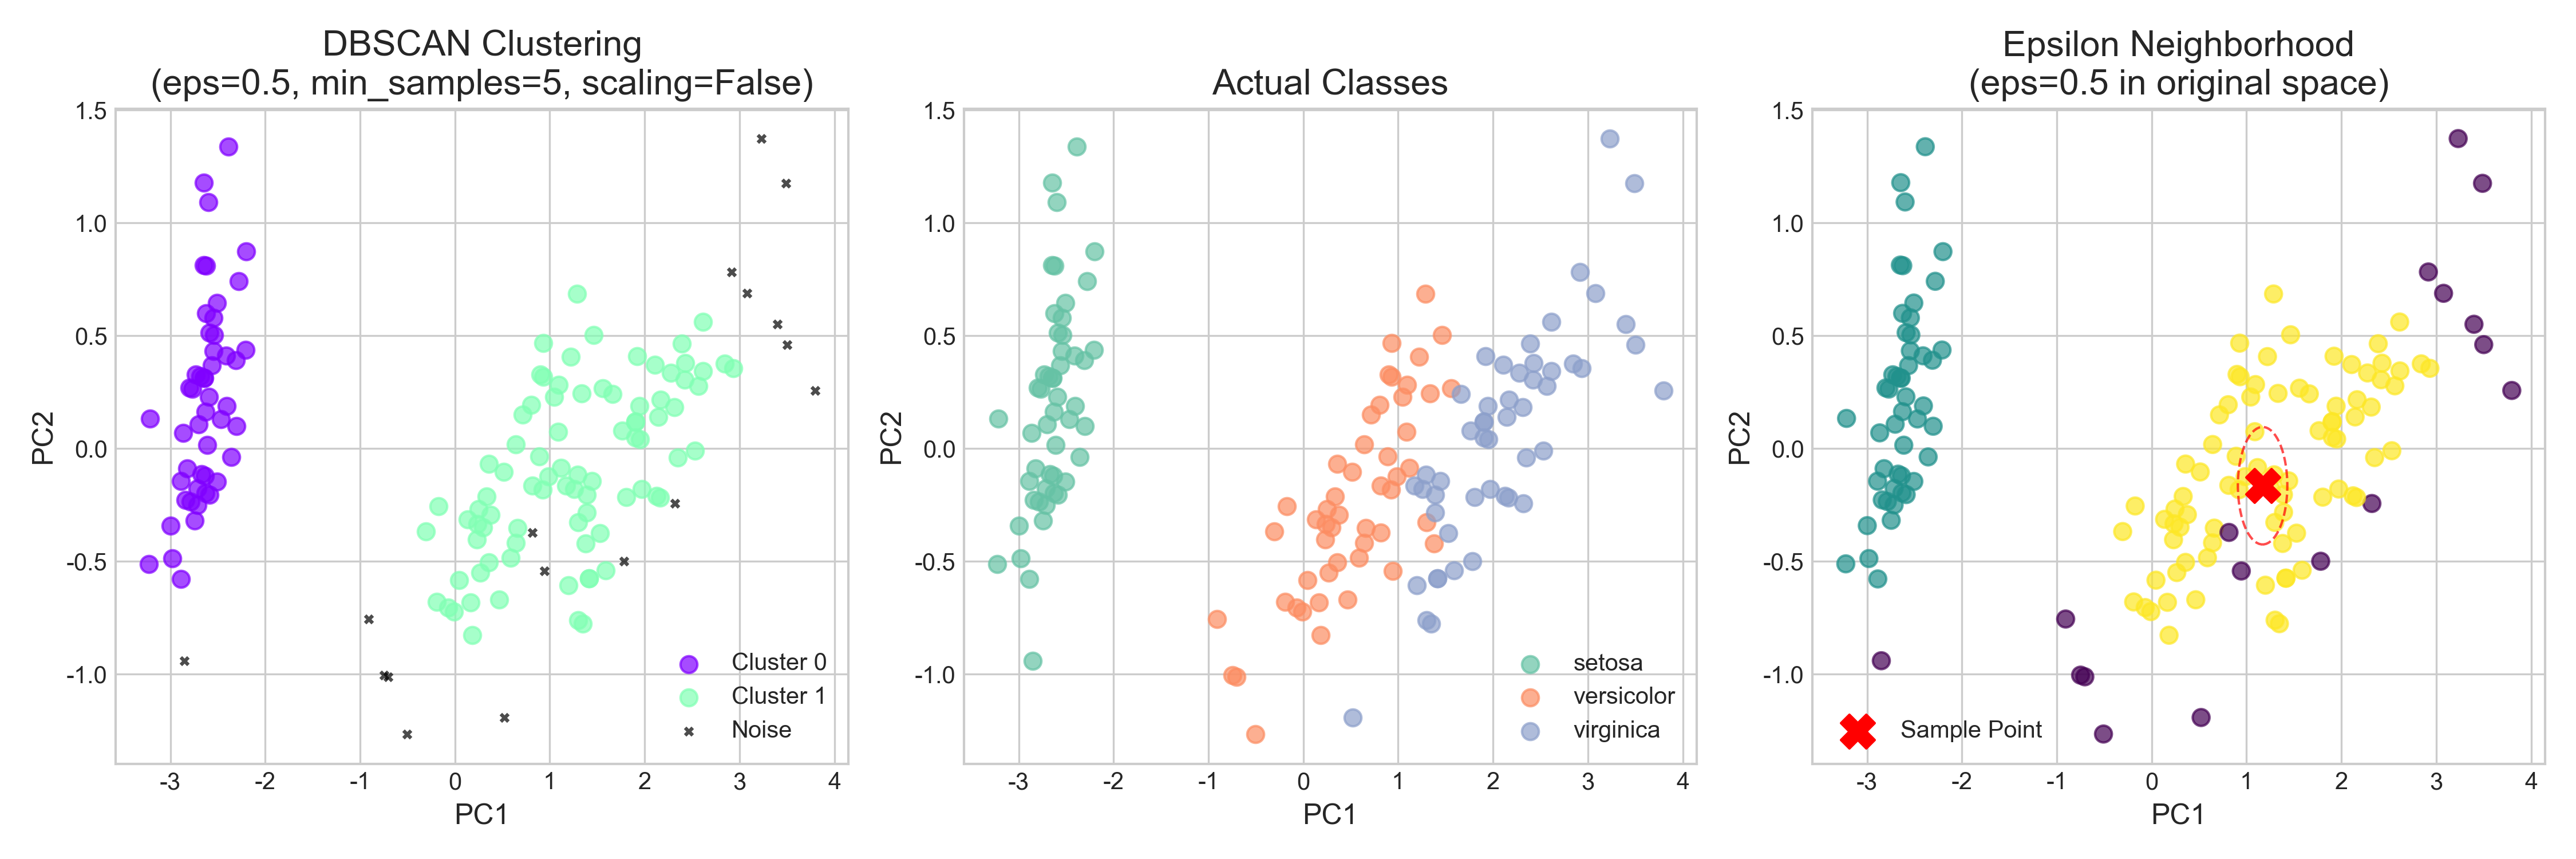 DBSCAN Clustering
(eps=0.5, min_samples=5, scaling=False)
1.5
1.0
0.5
0.0
-0.5
-1.0
PC2
-3
-2
-1
0
1
2
3
4
PC1
Cluster 0
Cluster 1
Noise
Actual Classes
1.5
1.0
0.5
0.0
-0.5
-1.0
PC2
-3
-2
-1
0
1
2
3
4
PC1
setosa
versicolor
virginica
Epsilon Neighborhood
(eps=0.5 in original space)
1.5
1.0
0.5
0.0
-0.5
-1.0
PC2
-3
-2
-1
0
1
2
3
4
PC1
Sample Point